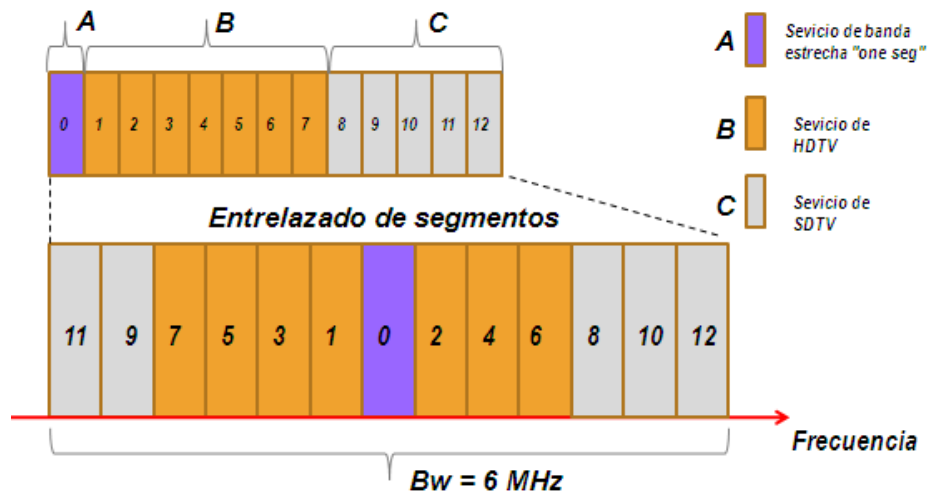 A B C
0 1 2 3 4 5 6 7 8 9 10 11 12
A Sevicio de banda
estrecha "one seg"
B Sevicio de
HDTV
C Sevicio de
SDTV
Entrelazado de segmentos
11 9 7 5 3 1 0 2 4 6 8 10 12
Frecuencia
Bw = 6 MHz